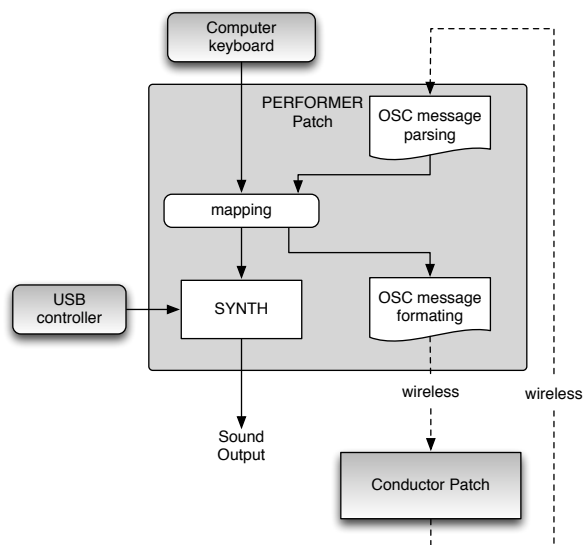 Computer
keyboard
PERFORMER
Patch
OSC message
parsing
mapping
USB
controller
SYNTH
OSC message
formating
wireless
wireless
Sound
Output
Conductor Patch